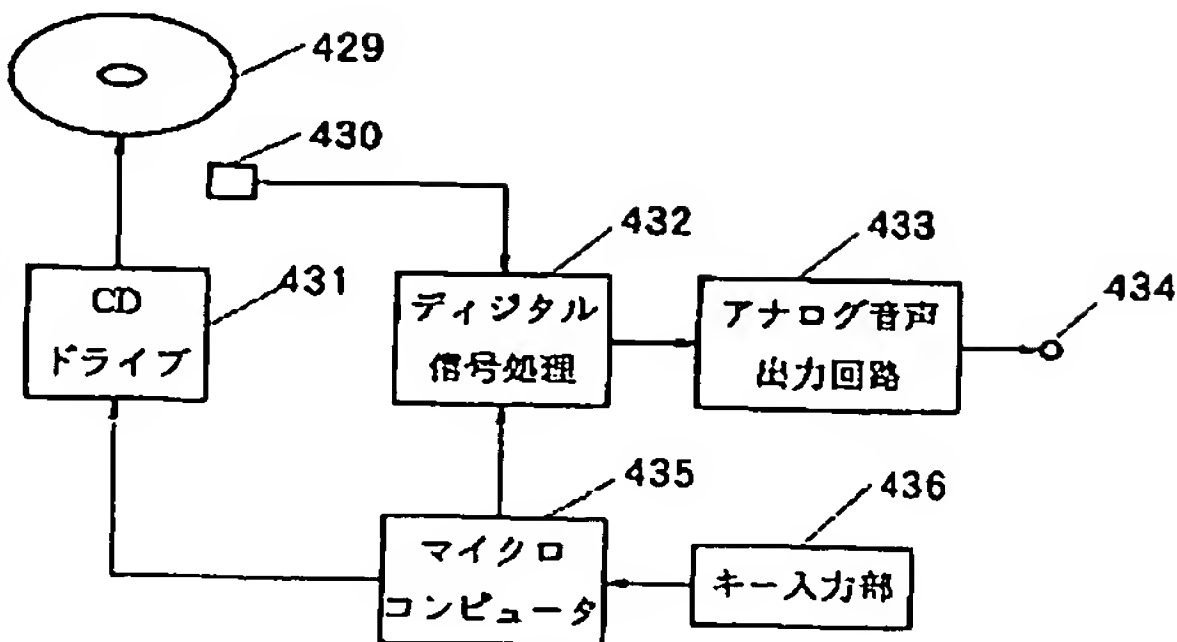 429
430
432
433
434
431
CD
ドライブ
ディジタル
信号処理
アナログ音声
出力回路
435
436
マイクロ
コンピュータ
キー入力部